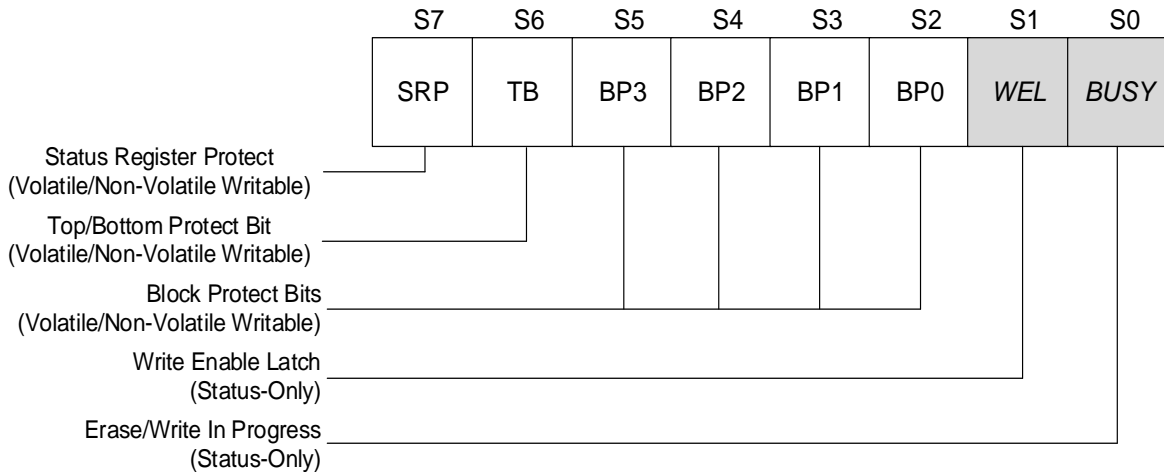 S7 S6 S5 S4 S3 S2 S1 S0
SRP TB BP3 BP2 BP1 BP0 WEL BUSY
Status Register Protect
(Volatile/Non-Volatile Writable)
Top/Bottom Protect Bit
(Volatile/Non-Volatile Writable)
Block Protect Bits
(Volatile/Non-Volatile Writable)
Write Enable Latch
(Status-Only)
Erase/Write In Progress
(Status-Only)